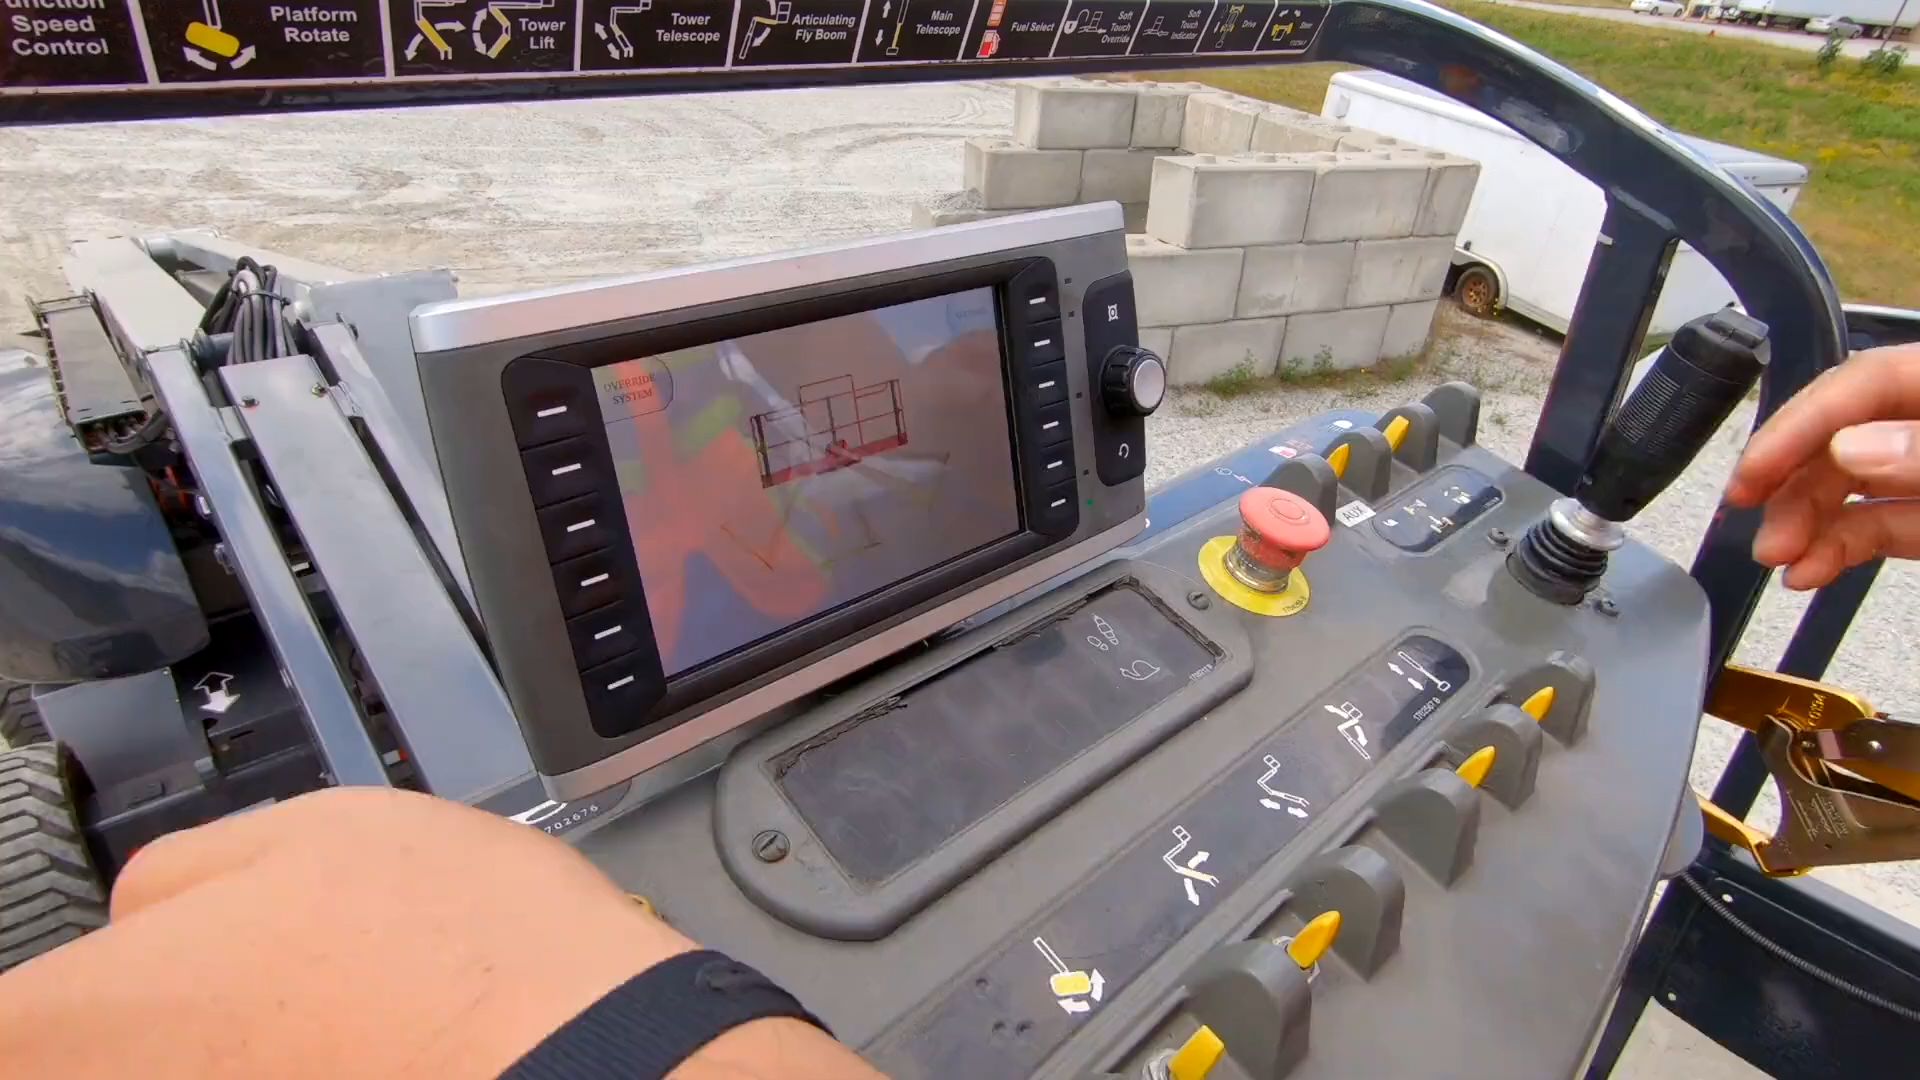 Speed
Control
Platform
Rotate
Tower
Lift
Tower
Telescope
Articulating
Fly Boom
Main
Telescope
Fuel Select
Soft
Touch
Override
Soft
Touch
Indicator
Drive
Steer
OVERRIDE
SYSTEM
AUX
702676